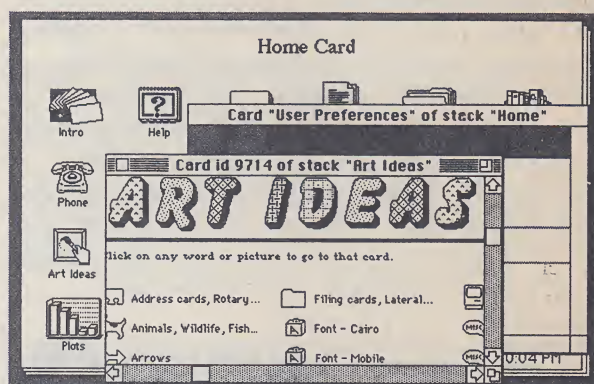 Home Card
Intro
Help
Card "User Preferences" of stack "Home"
Card id 9714 of stack "Art Ideas"
Phone
ART IDEAS
lick on any word or picture to go to that card.
Art Ideas
Address cards, Rotary...
Filing cards, Lateral...
Animals, Wildlife, Fish...
Font - Cairo
MISC
Plots
Arrows
Font - Mobile
MISC
0:04 PM